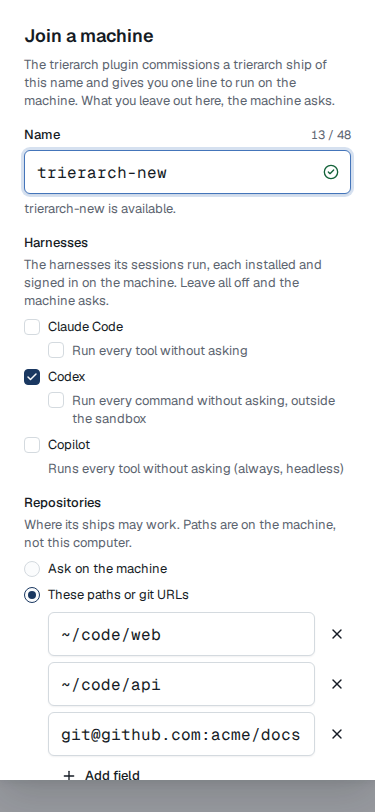 Join a machine
The trierarch plugin commissions a trierarch ship of
this name and gives you one line to run on the
machine. What you leave out here, the machine asks.
Name 13 / 48
trierarch-new
trierarch-new is available.
Harnesses
The harnesses its sessions run, each installed and
signed in on the machine. Leave all off and the
machine asks.
Claude Code
Run every tool without asking
Codex
Run every command without asking, outside
the sandbox
Copilot
Runs every tool without asking (always, headless)
Repositories
Where its ships may work. Paths are on the machine,
not this computer.
Ask on the machine
These paths or git URLs
~/code/web
~/code/api
git@github.com:acme/docs
Add field